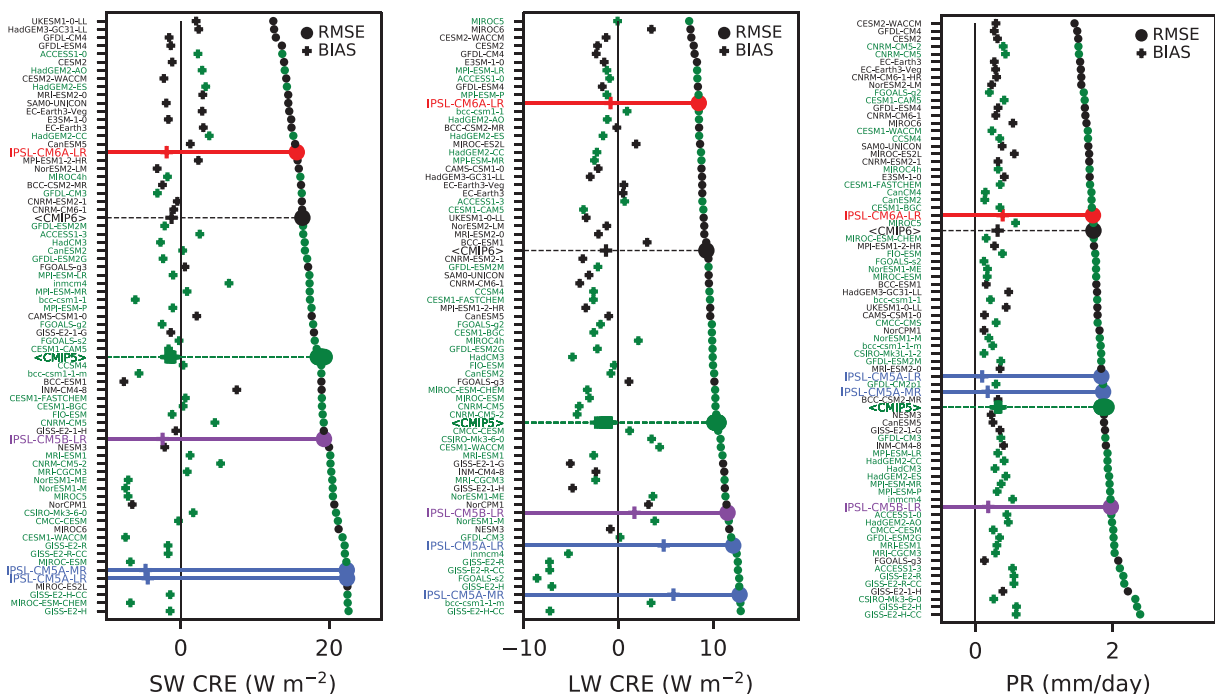 UKESM1-0-LL
HadGEM3-GC31-LL
GFDL-CM4
GFDL-ESM4
ACCESS1-0
CESM2
HadGEM2-AO
CESM2-WACCM
HadGEM2-ES
MRI-ESM2-0
SAM0-UNICON
EC-Earth3-Veg
E3SM-1-0
EC-Earth3
HadGEM2-CC
CanESM5
IPSL-CM6A-LR
MPI-ESM1-2-HR
NorESM2-LM
MIROC4h
BCC-CSM2-MR
GFDL-CM3
CNRM-ESM2-1
CNRM-CM6-1
<CMIP6>
GFDL-ESM2M
ACCESS1-3
HadCM3
CanESM2
GFDL-ESM2G
FGOALS-g3
MPI-ESM-LR
inmcm4
MPI-ESM-MR
bcc-csm1-1
MPI-ESM-P
CAMS-CSM1-0
FGOALS-g2
GISS-E2-1-G
FGOALS-s2
CESM1-CAM5
<CMIP5>
CCSM4
bcc-csm1-1-m
BCC-ESM1
INM-CM4-8
CESM1-FASTCHEM
CESM1-BGC
FIO-ESM
CNRM-CM5
GISS-E2-1-H
IPSL-CM5B-LR
NESM3
MRI-ESM1
CNRM-CM5-2
MRI-CGCM3
NorESM1-ME
NorESM1-M
MIROC5
NorCPM1
CSIRO-Mk3-6-0
CMCC-CESM
MIROC6
CESM1-WACCM
GISS-E2-R
GISS-E2-R-CC
MIROC-ESM
IPSL-CM5A-MR
IPSL-CM5A-LR
MIROC-ES2L
GISS-E2-H-CC
MIROC-ESM-CHEM
GISS-E2-H
RMSE
BIAS
0
20
SW CRE (W m−2)
MIROC5
MIROC6
CESM2-WACCM
CESM2
GFDL-CM4
E3SM-1-0
MPI-ESM-LR
ACCESS1-0
GFDL-ESM4
MPI-ESM-P
IPSL-CM6A-LR
bcc-csm1-1
HadGEM2-AO
BCC-CSM2-MR
HadGEM2-ES
MIROC-ES2L
HadGEM2-CC
MPI-ESM-MR
CAMS-CSM1-0
HadGEM3-GC31-LL
EC-Earth3-Veg
EC-Earth3
ACCESS1-3
CESM1-CAM5
UKESM1-0-LL
NorESM2-LM
MRI-ESM2-0
BCC-ESM1
<CMIP6>
CNRM-ESM2-1
GFDL-ESM2M
SAM0-UNICON
CNRM-CM6-1
CCSM4
CESM1-FASTCHEM
MPI-ESM1-2-HR
CanESM5
FGOALS-g2
CESM1-BGC
MIROC4h
GFDL-ESM2G
HadCM3
FIO-ESM
CanESM2
FGOALS-g3
MIROC-ESM-CHEM
MIROC-ESM
CNRM-CM5
CNRM-CM5-2
<CMIP5>
CMCC-CESM
CSIRO-Mk3-6-0
CESM1-WACCM
MRI-ESM1
GISS-E2-1-G
INM-CM4-8
MRI-CGCM3
GISS-E2-1-H
NorESM1-ME
NorCPM1
IPSL-CM5B-LR
NorESM1-M
NESM3
GFDL-CM3
IPSL-CM5A-LR
inmcm4
GISS-E2-R
GISS-E2-R-CC
FGOALS-s2
GISS-E2-H
IPSL-CM5A-MR
bcc-csm1-1-m
GISS-E2-H-CC
RMSE
BIAS
−10
0
10
LW CRE (W m−2)
CESM2-WACCM
GFDL-CM4
CESM2
CNRM-CM5-2
CNRM-CM5
EC-Earth3
EC-Earth3-Veg
CNRM-CM6-1-HR
NorESM2-LM
FGOALS-g2
CESM1-CAM5
GFDL-ESM4
CNRM-CM6-1
MIROC6
CESM1-WACCM
CCSM4
SAM0-UNICON
MIROC-ES2L
CNRM-ESM2-1
MIROC4h
E3SM-1-0
CESM1-FASTCHEM
CanCM4
CanESM2
CESM1-BGC
IPSL-CM6A-LR
MIROC5
<CMIP6>
MIROC-ESM-CHEM
MPI-ESM1-2-HR
FIO-ESM
FGOALS-s2
NorESM1-ME
MIROC-ESM
BCC-ESM1
HadGEM3-GC31-LL
bcc-csm1-1
UKESM1-0-LL
CAMS-CSM1-0
CMCC-CMS
NorCPM1
NorESM1-M
bcc-csm1-1-m
CSIRO-Mk3L-1-2
GFDL-ESM2M
MRI-ESM2-0
IPSL-CM5A-LR
GFDL-CM2p1
IPSL-CM5A-MR
BCC-CSM2-MR
<CMIP5>
NESM3
CanESM5
GISS-E2-1-G
GFDL-CM3
INM-CM4-8
MPI-ESM-LR
HadGEM2-CC
HadCM3
HadGEM2-ES
MPI-ESM-MR
MPI-ESM-P
inmcm4
IPSL-CM5B-LR
ACCESS1-0
HadGEM2-AO
CMCC-CESM
GFDL-ESM2G
MRI-ESM1
MRI-CGCM3
FGOALS-g3
ACCESS1-3
GISS-E2-R
GISS-E2-R-CC
GISS-E2-1-H
CSIRO-Mk3-6-0
GISS-E2-H
GISS-E2-H-CC
RMSE
BIAS
0
2
PR (mm/day)